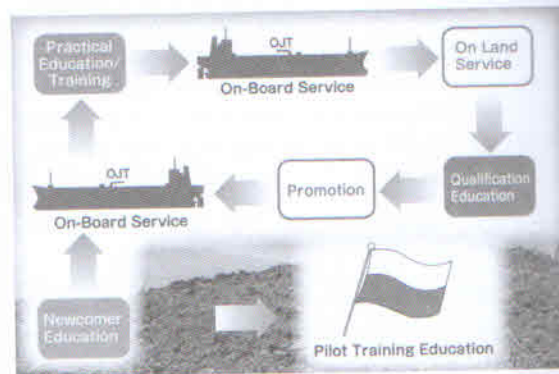 Practical
Education/
Training
OJT
On-Board Service
On Land
Service
OJT
On-Board Service
Promotion
Qualification
Education
Newcomer
Education
Pilot Training Education